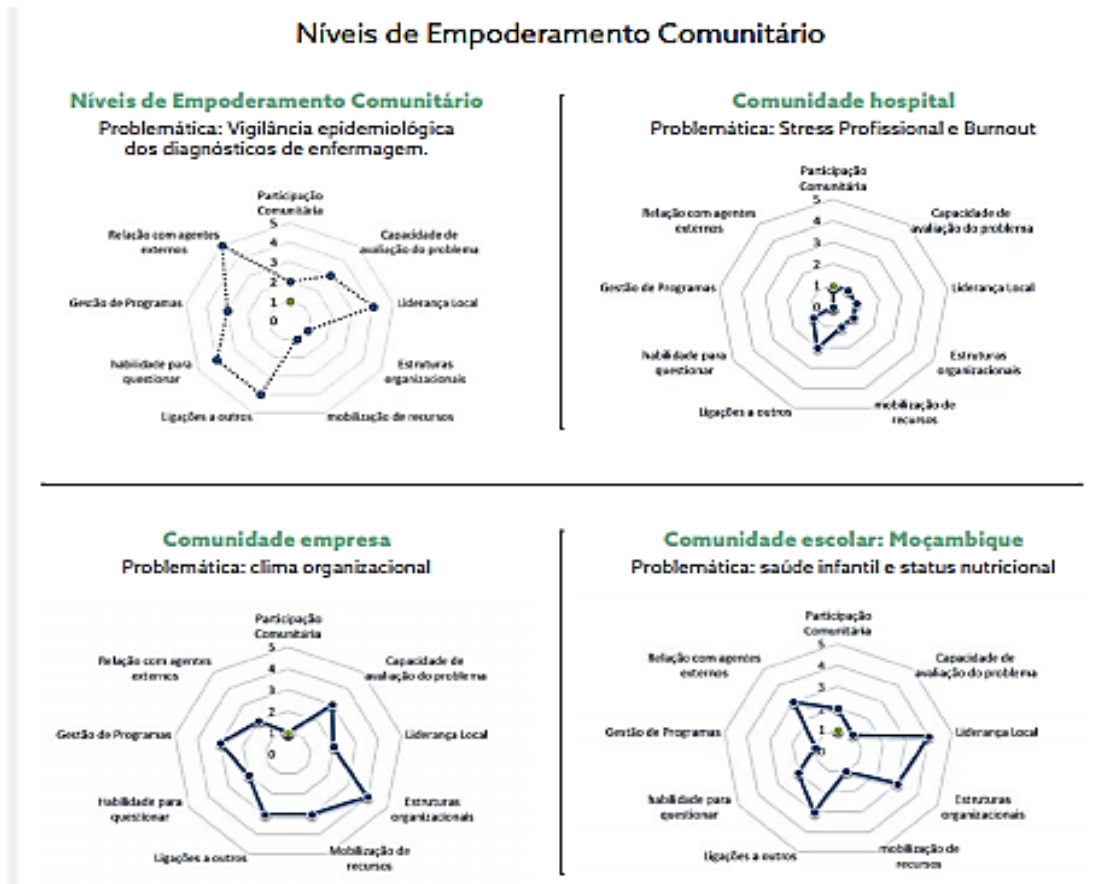 Níveis de Empoderamento Comunitário
Níveis de Empoderamento Comunitário
Problemática: Vigilância epidemiológica
dos diagnósticos de enfermagem.
Participação
Comunitária
Capacidade de
avaliação do problema
Liderança Local
Estruturas
organizacionais
mobilização de recursos
Ligações a outros
habilidade para
questionar
Gestão de Programas
Relação com agentes
externos
5
4
3
2
1
0
Comunidade hospital
Problemática: Stress Profissional e Burnout
Participação
Comunitária
Capacidade de
avaliação do problema
Liderança Local
Estruturas
organizacionais
mobilização de
recursos
Ligações a outros
habilidade para
questionar
Gestão de Programas
Relação com agentes
externos
5
4
3
2
1
0
Comunidade empresa
Problemática: clima organizacional
Participação
Comunitária
Capacidade de
avaliação do problema
Liderança Local
Estruturas
organizacionais
Mobilização de
recursos
Ligações a outros
Habilidade para
questionar
Gestão de Programas
Relação com agentes
externos
5
4
3
2
1
0
Comunidade escolar: Moçambique
Problemática: saúde infantil e status nutricional
Participação
Comunitária
Capacidade de
avaliação do problema
Liderança Local
Estruturas
organizacionais
mobilização de
recursos
Ligações a outros
habilidade para
questionar
Gestão de Programas
Relação com agentes
externos
5
4
3
2
1
0